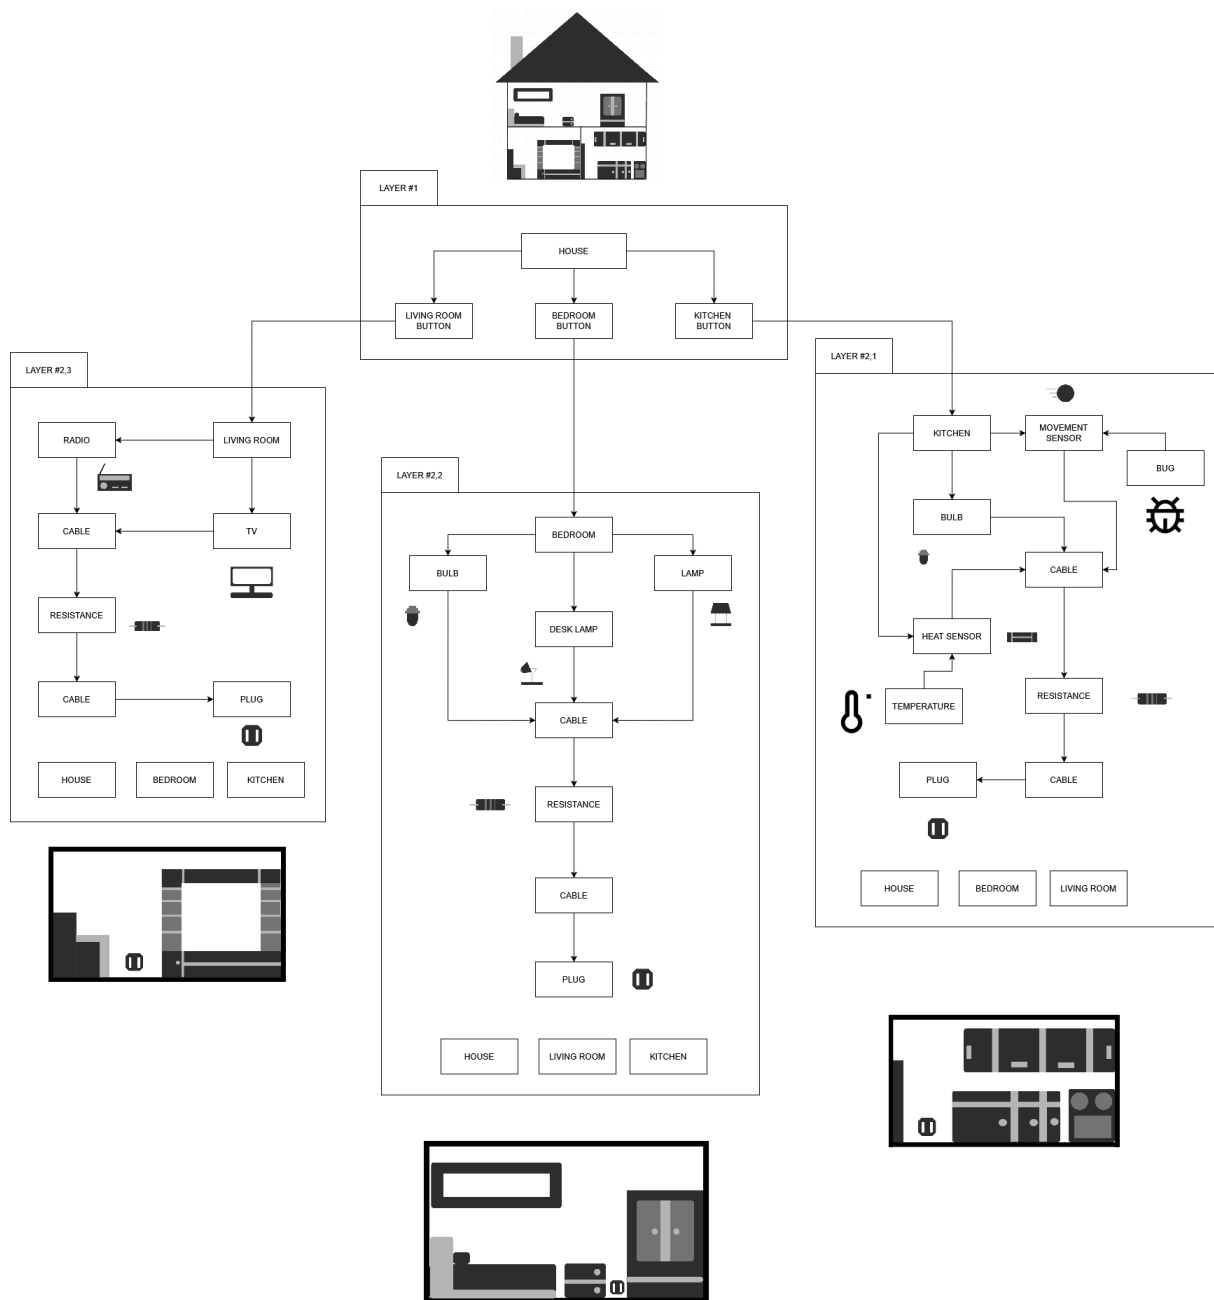 LAYER #1
HOUSE
LIVING ROOM
BUTTON
BEDROOM
BUTTON
KITCHEN
BUTTON
LAYER #2,3
RADIO
LIVING ROOM
CABLE
TV
RESISTANCE
CABLE
PLUG
HOUSE
BEDROOM
KITCHEN
LAYER #2,2
BEDROOM
BULB
LAMP
DESK LAMP
CABLE
RESISTANCE
CABLE
PLUG
HOUSE
LIVING ROOM
KITCHEN
LAYER #2,1
KITCHEN
MOVEMENT
SENSOR
BUG
BULB
CABLE
HEAT SENSOR
TEMPERATURE
RESISTANCE
PLUG
CABLE
HOUSE
BEDROOM
LIVING ROOM